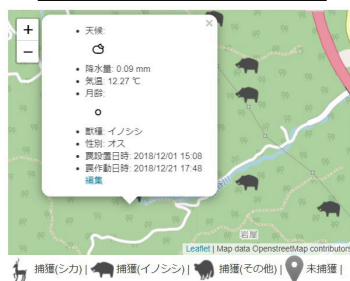 +
−
×
天候:
降水量: 0.09 mm
気温: 12.27 ℃
月齢:
獣種: イノシシ
性別: オス
罠設置日時: 2018/12/01 15:08
罠作動日時: 2018/12/21 17:48
編集
岩屋
Leaflet | Map data OpenstreetMap contributors
捕獲(シカ) | 捕獲(イノシシ) | 捕獲(その他) | 未捕獲 |